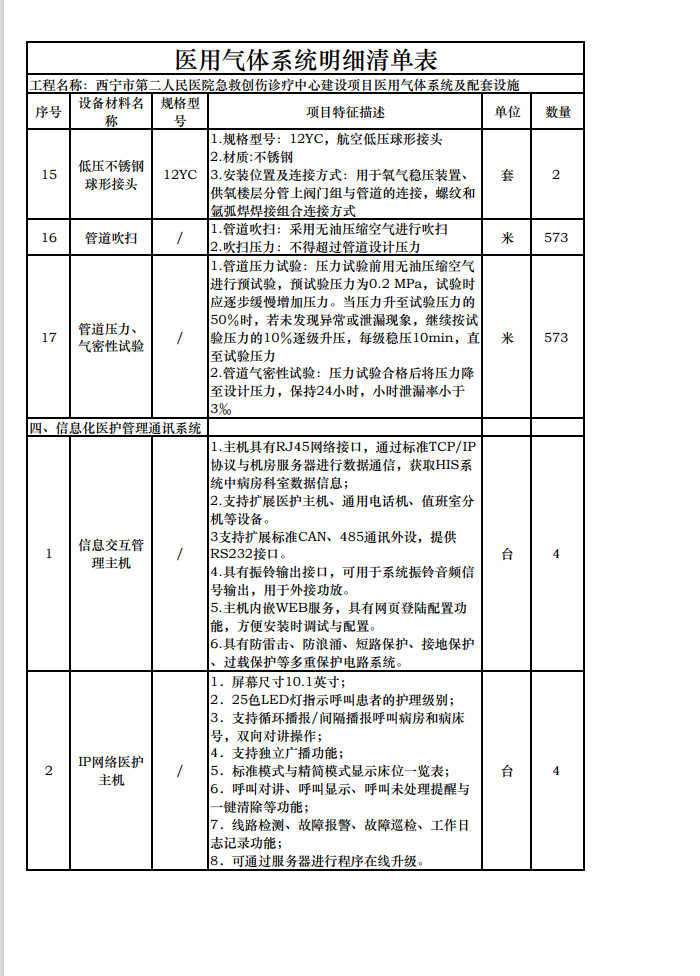 医用气体系统明细清单表
工程名称：西宁市第二人民医院急救创伤诊疗中心建设项目医用气体系统及配套设施
序号 设备材料名称 规格型号 项目特征描述 单位 数量
15 低压不锈钢球形接头 12YC
1.规格型号：12YC，航空低压球形接头
2.材质:不锈钢
3.安装位置及连接方式：用于氧气稳压装置、
供氧楼层分管上阀门组与管道的连接，螺纹和
氩弧焊焊接组合连接方式
套 2
16 管道吹扫 /
1.管道吹扫：采用无油压缩空气进行吹扫
2.吹扫压力：不得超过管道设计压力
米 573
17 管道压力、气密性试验 /
1.管道压力试验：压力试验前用无油压缩空气
进行预试验，预试验压力为0.2 MPa，试验时
应逐步缓慢增加压力。当压力升至试验压力的
50%时，若未发现异常或泄漏现象，继续按试
验压力的10%逐级升压，每级稳压10min，直
至试验压力
2.管道气密性试验：压力试验合格后将压力降
至设计压力，保持24小时，小时泄漏率小于
3‰
米 573
四、信息化医护管理通讯系统
1 信息交互管理主机 /
1.主机具有RJ45网络接口，通过标准TCP/IP
协议与机房服务器进行数据通信，获取HIS系
统中病房科室数据信息；
2.支持扩展医护主机、通用电话机、值班室分
机等设备。
3支持扩展标准CAN、485通讯外设，提供
RS232接口。
4.具有振铃输出接口，可用于系统振铃音频信
号输出，用于外接功放。
5.主机内嵌WEB服务，具有网页登陆配置功
能，方便安装时调试与配置。
6.具有防雷击、防浪涌、短路保护、接地保护
、过载保护等多重保护电路系统。
台 4
2 IP网络医护主机 /
1．屏幕尺寸10.1英寸；
2．25色LED灯指示呼叫患者的护理级别；
3．支持循环播报/间隔播报呼叫病房和病床
号，双向对讲操作；
4．支持独立广播功能；
5．标准模式与精简模式显示床位一览表；
6．呼叫对讲、呼叫显示、呼叫未处理提醒与
一键清除等功能；
7．线路检测、故障报警、故障巡检、工作日
志记录功能；
8．可通过服务器进行程序在线升级。
台 4